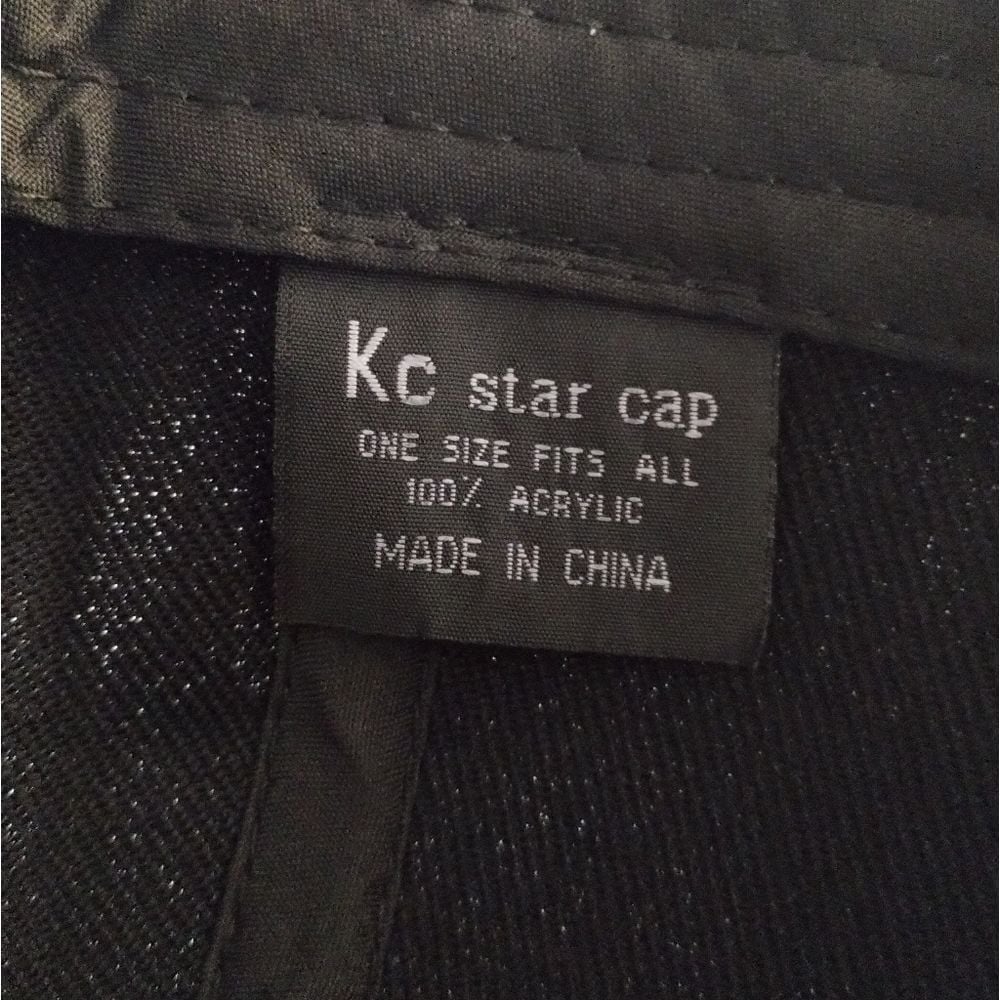 Kc star cap
ONE SIZE FITS ALL
100% ACRYLIC
MADE IN CHINA